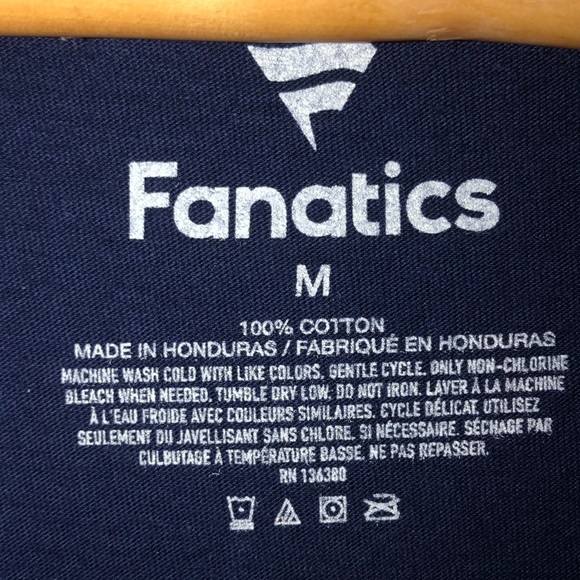 Fanatics
M
100% COTTON
MADE IN HONDURAS / FABRIQUÉ EN HONDURAS
MACHINE WASH COLD WITH LIKE COLORS. GENTLE CYCLE. ONLY NON-CHLORINE
BLEACH WHEN NEEDED. TUMBLE DRY LOW. DO NOT IRON. LAVER À LA MACHINE
À L'EAU FROIDE AVEC COULEURS SIMILAIRES. CYCLE DÉLICAT. UTILISEZ
SEULEMENT DU JAVELLISANT SANS CHLORE. SI NÉCESSAIRE. SÉCHAGE PAR
CULBUTAGE À TEMPÉRATURE BASSE. NE PAS REPASSER.
RN 136380